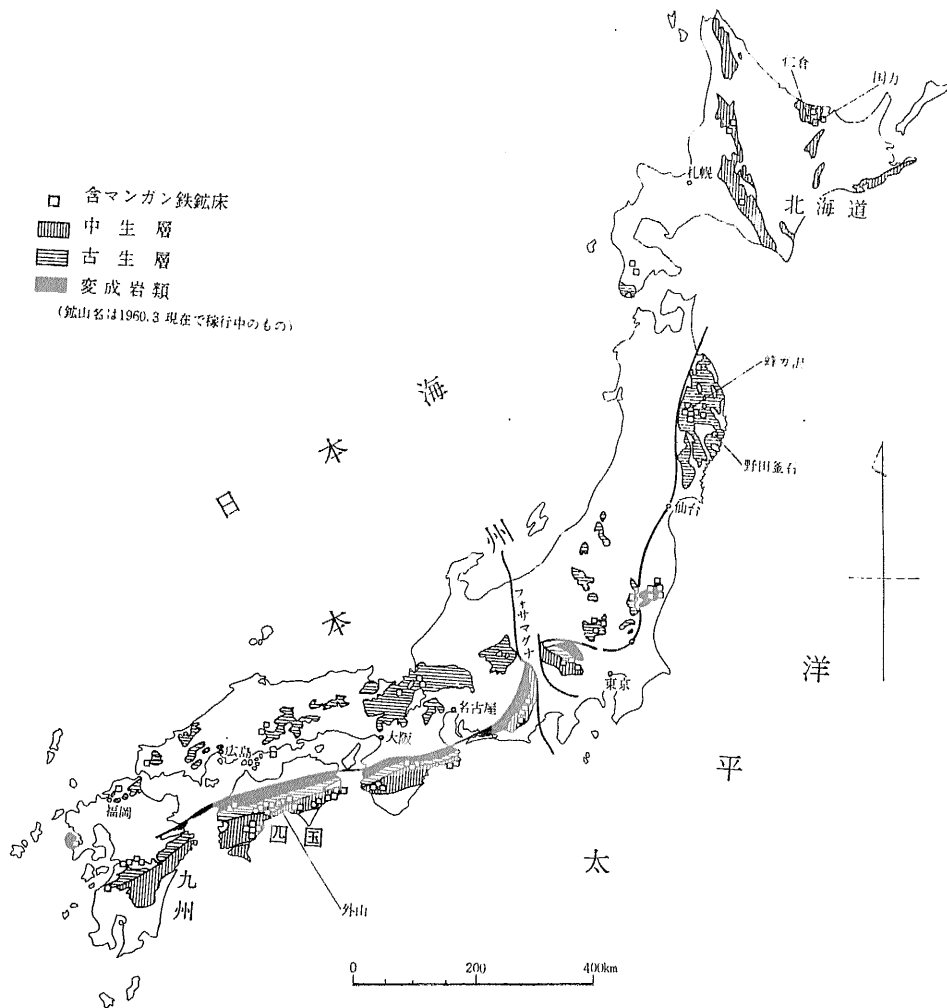 含マンガン鉄鉱床
中生層
古生層
変成岩類
(鉱山名は1960.3 現在で稼行中のもの)
仁倉
国力
札幌
北海道
日本海
野田釜石
仙台
本州
フォサマグナ
東京
名古屋
大阪
広島
福岡
四国
九州
外山
太平洋
0 200 400km